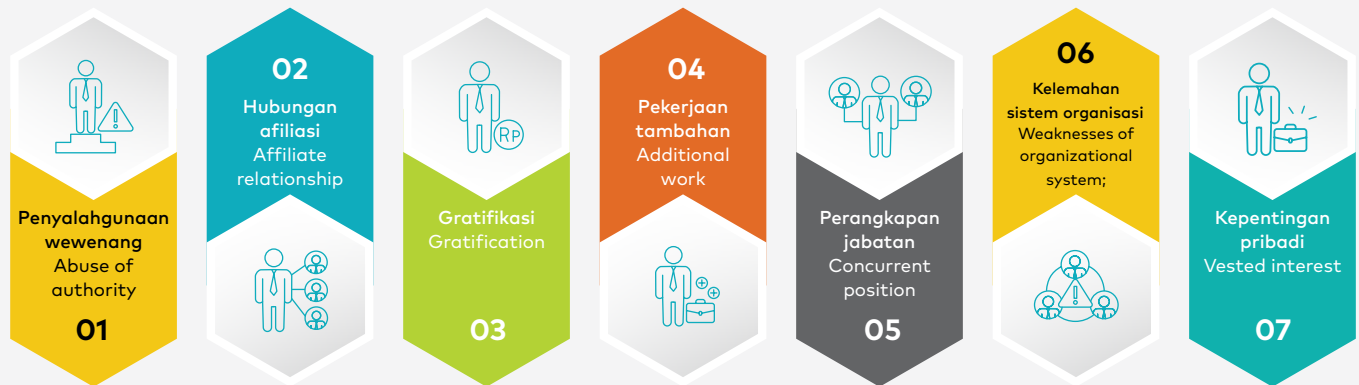 Penyalahgunaan
wewenang
Abuse of
authority
01
02
Hubungan
afiliasi
Affiliate
relationship
RP
Gratifikasi
Gratification
03
04
Pekerjaan
tambahan
Additional
work
Perangkapan
jabatan
Concurrent
position
05
06
Kelemahan
sistem organisasi
Weaknesses of
organizational
system;
Kepentingan
pribadi
Vested interest
07